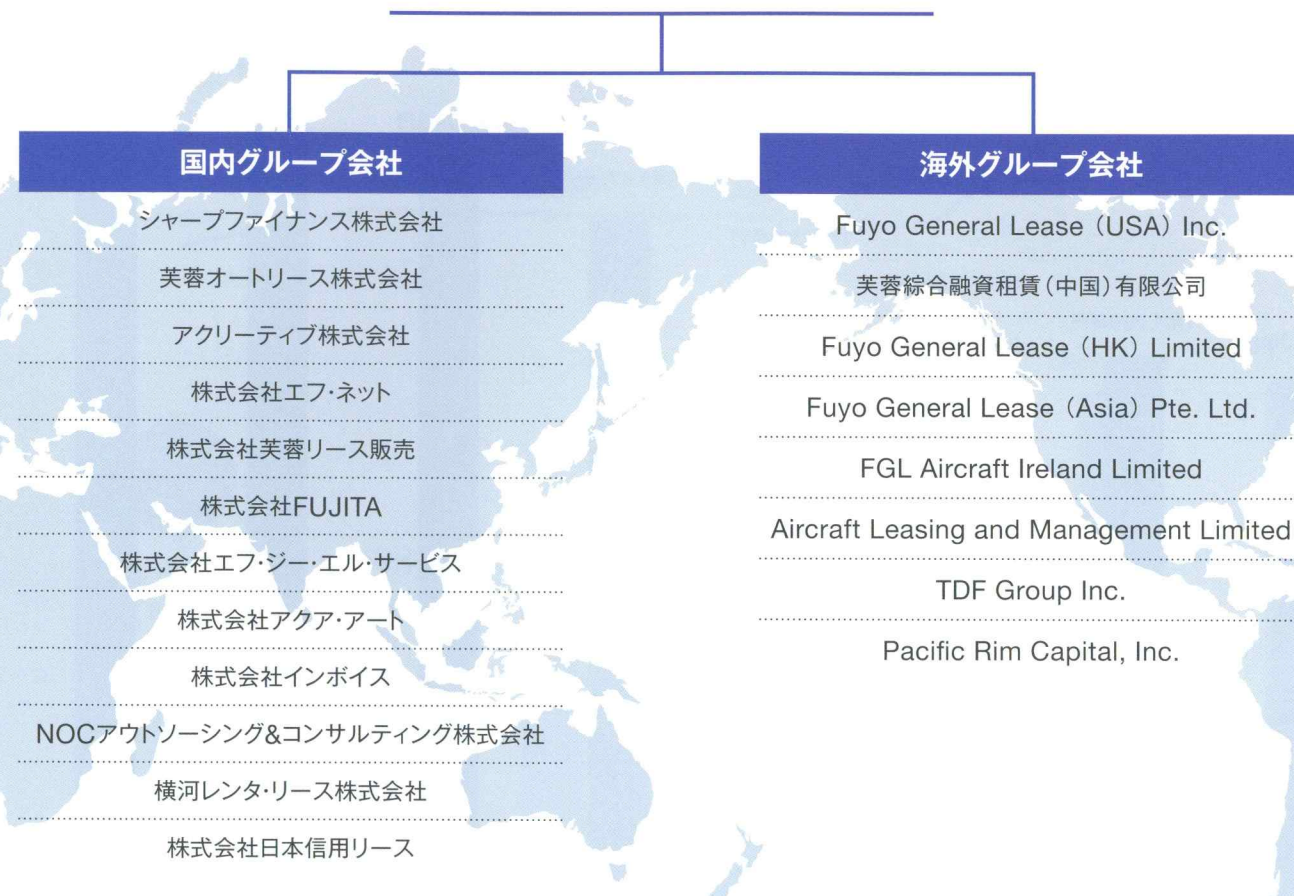 国内グループ会社
シャープファイナンス株式会社
芙蓉オートリース株式会社
アクリーティブ株式会社
株式会社エフ・ネット
株式会社芙蓉リース販売
株式会社FUJITA
株式会社エフ・ジー・エル・サービス
株式会社アクア・アート
株式会社インボイス
NOCアウトソーシング&コンサルティング株式会社
横河レンタ・リース株式会社
株式会社日本信用リース
海外グループ会社
Fuyo General Lease (USA) Inc.
芙蓉綜合融資租賃(中国)有限公司
Fuyo General Lease (HK) Limited
Fuyo General Lease (Asia) Pte. Ltd.
FGL Aircraft Ireland Limited
Aircraft Leasing and Management Limited
TDF Group Inc.
Pacific Rim Capital, Inc.